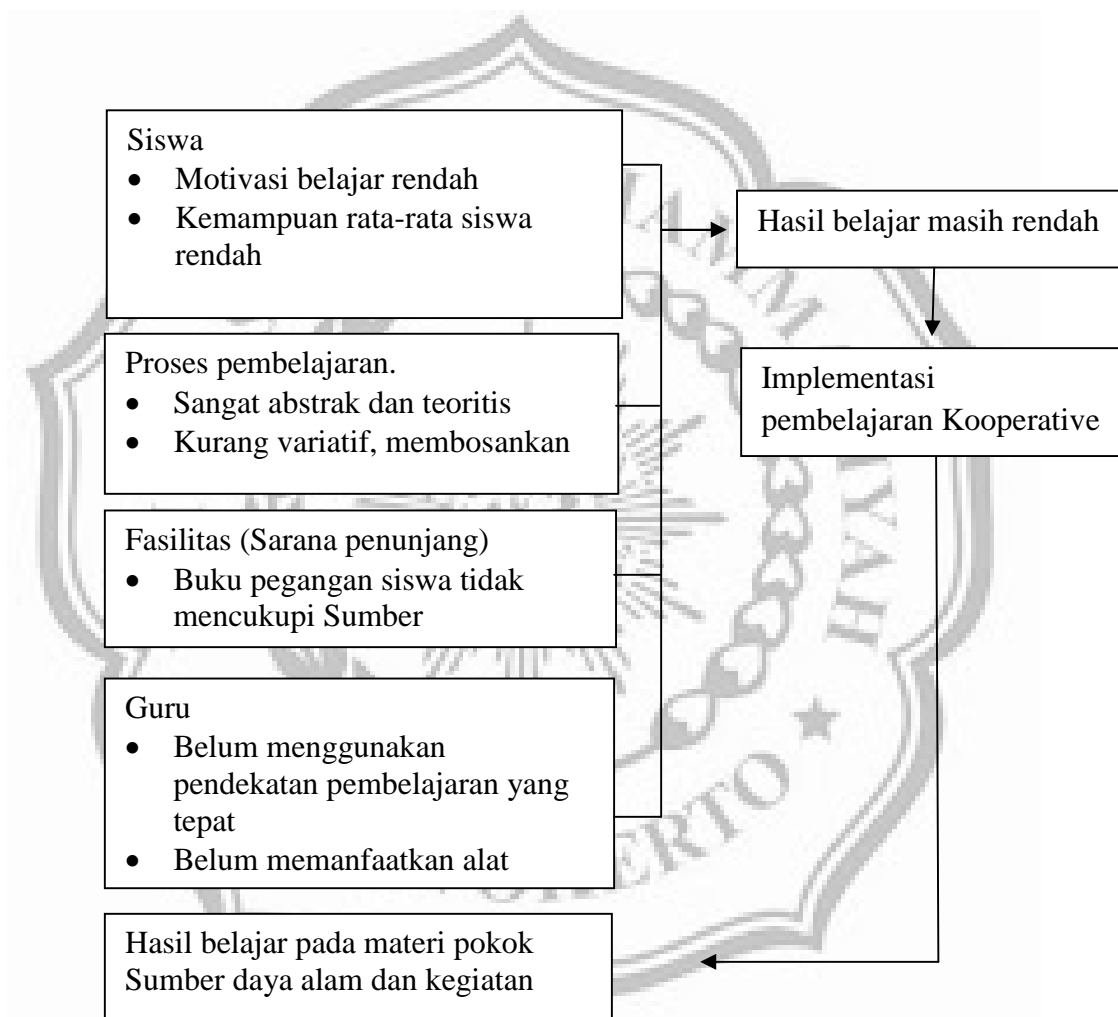 Siswa
• Motivasi belajar rendah
• Kemampuan rata-rata siswa
rendah
Hasil belajar masih rendah
Proses pembelajaran.
• Sangat abstrak dan teoritis
• Kurang variatif, membosankan
Implementasi
pembelajaran Kooperative
Fasilitas (Sarana penunjang)
• Buku pegangan siswa tidak
mencukupi Sumber
Guru
• Belum menggunakan
pendekatan pembelajaran yang
tepat
• Belum memanfaatkan alat
Hasil belajar pada materi pokok
Sumber daya alam dan kegiatan